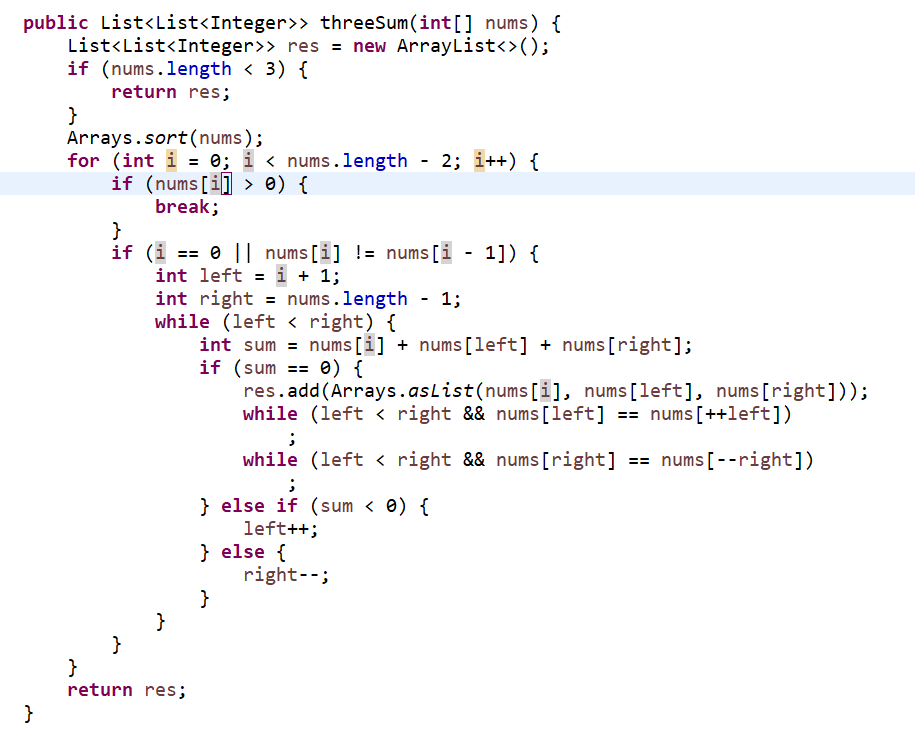 public List<List<Integer>> threeSum(int[] nums) {
    List<List<Integer>> res = new ArrayList<>();
    if (nums.length < 3) {
        return res;
    }
    Arrays.sort(nums);
    for (int i = 0; i < nums.length - 2; i++) {
        if (nums[i] > 0) {
            break;
        }
        if (i == 0 || nums[i] != nums[i - 1]) {
            int left = i + 1;
            int right = nums.length - 1;
            while (left < right) {
                int sum = nums[i] + nums[left] + nums[right];
                if (sum == 0) {
                    res.add(Arrays.asList(nums[i], nums[left], nums[right]));
                    while (left < right && nums[left] == nums[++left])
                        ;
                    while (left < right && nums[right] == nums[--right])
                        ;
                } else if (sum < 0) {
                    left++;
                } else {
                    right--;
                }
            }
        }
    }
    return res;
}